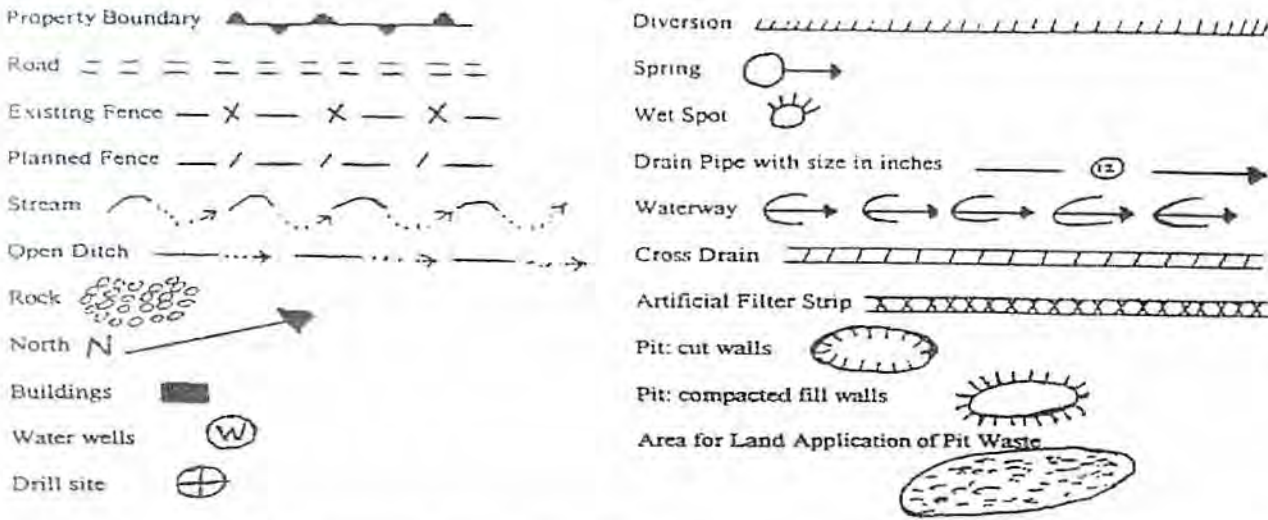 Property Boundary
Road
Existing Fence
Planned Fence
Stream
Open Ditch
Rock
North N
Buildings
Water wells W
Drill site
Diversion
Spring
Wet Spot
Drain Pipe with size in inches 12
Waterway
Cross Drain
Artificial Filter Strip
Pit: cut walls
Pit: compacted fill walls
Area for Land Application of Pit Waste